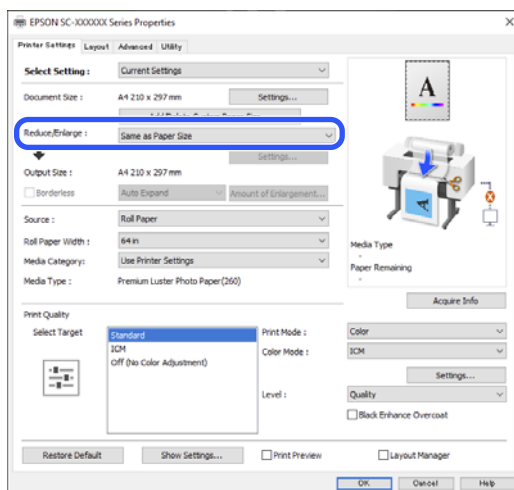 EPSON SC-XXXXXX Series Properties
Printer Settings Layout Advanced Utility
Select Setting : Current Settings
Document Size : A4 210 x 297 mm Settings...
Reduce/Enlarge : Same as Paper Size
Settings...
Output Size : A4 210 x 297 mm
Borderless Auto Expand Amount of Enlargement...
Source : Roll Paper
Roll Paper Width : 64 in
Media Category: Use Printer Settings
Media Type : Premium Luster Photo Paper(260)
A
Media Type
-
Paper Remaining
-
Acquire Info
Print Quality
Select Target
Standard
ICM
Off (No Color Adjustment)
Print Mode : Color
Color Mode : ICM
Settings...
Level : Quality
Black Enhance Overcoat
Restore Default Show Settings... Print Preview Layout Manager
OK Cancel Help